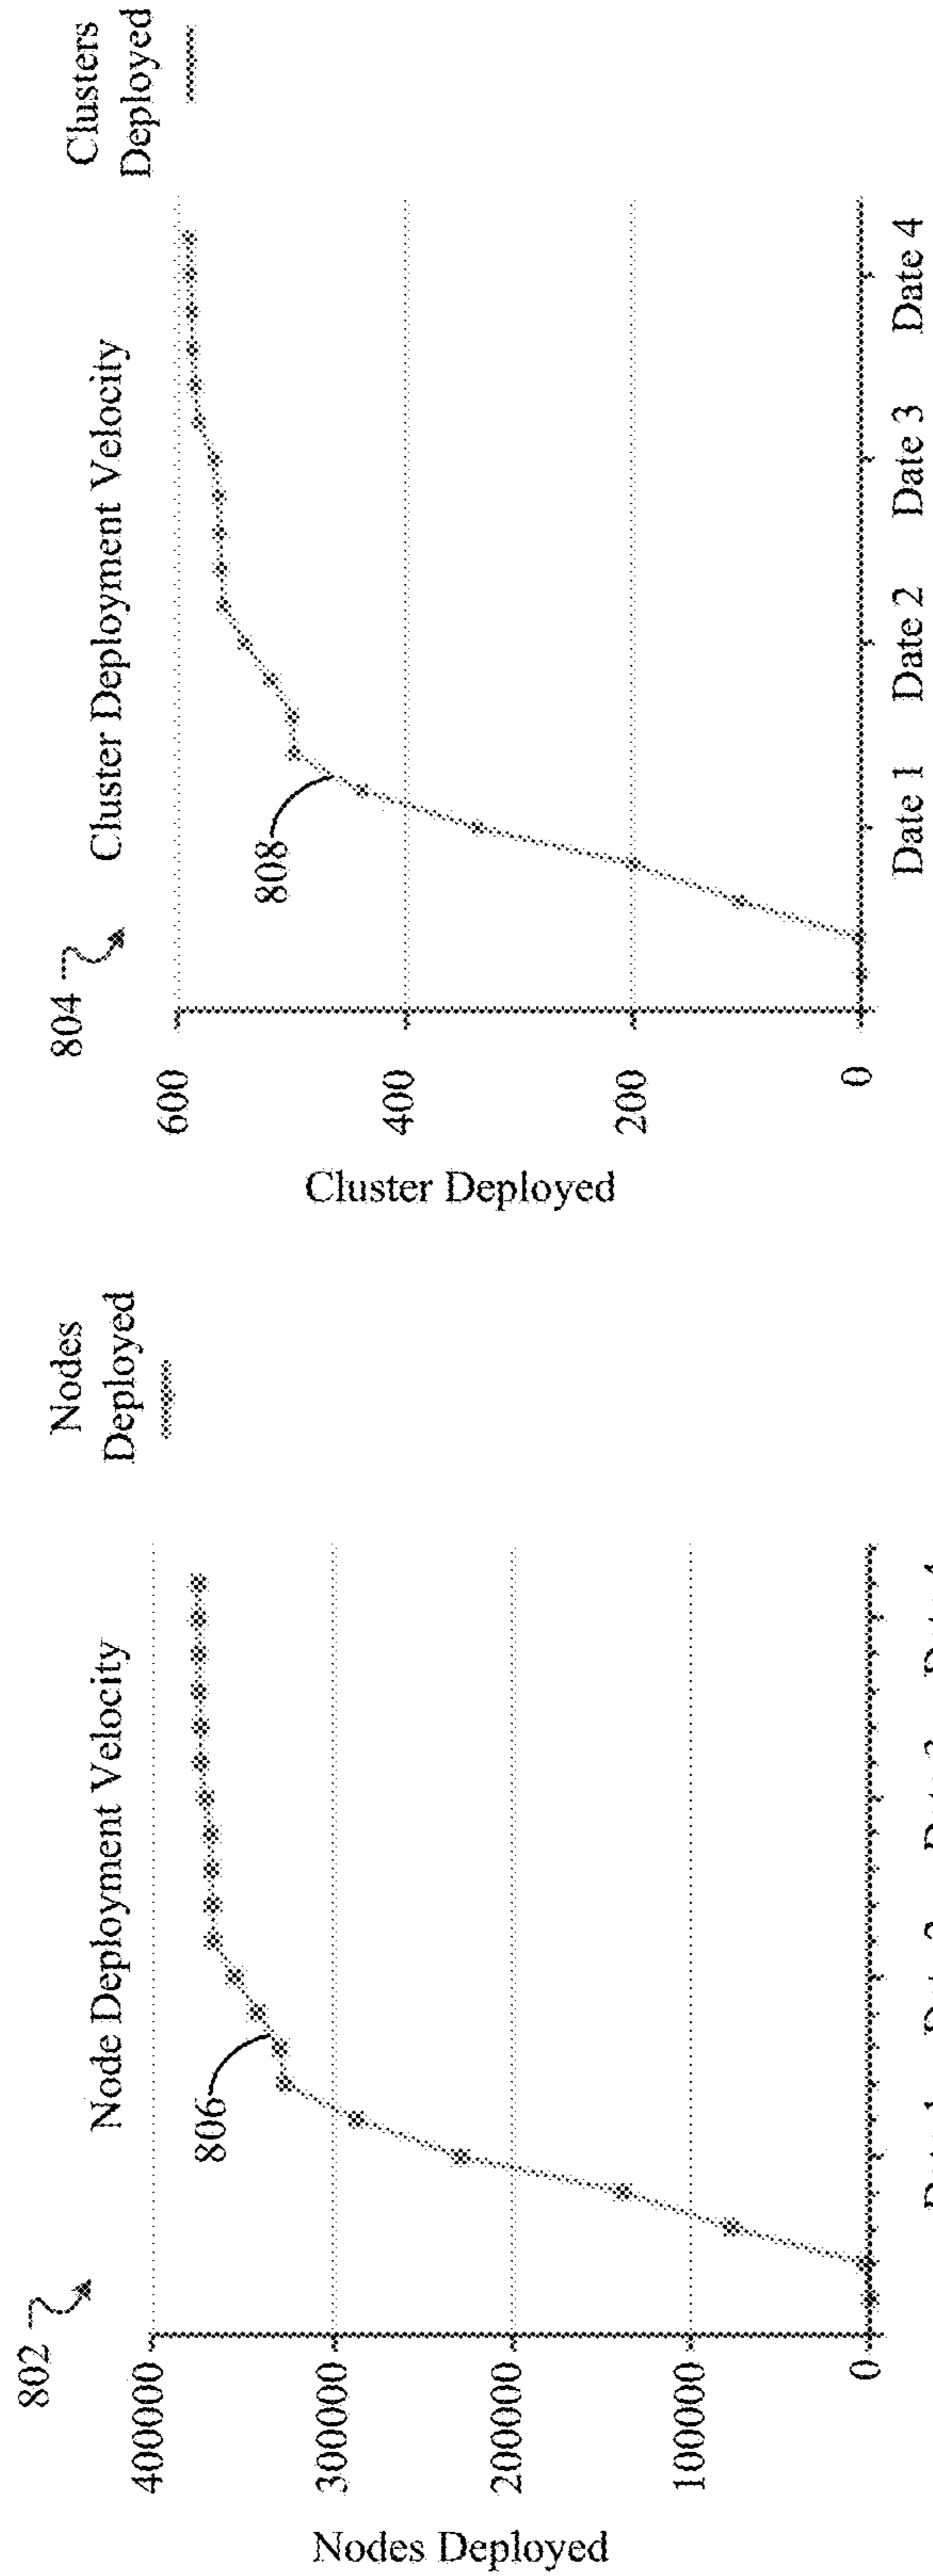 802
Node Deployment Velocity
Nodes
Deployed
400000
300000
200000
100000
0
Nodes Deployed
806
804
Cluster Deployment Velocity
Clusters
Deployed
600
400
200
0
Cluster Deployed
808
Date 1 Date 2 Date 3 Date 4